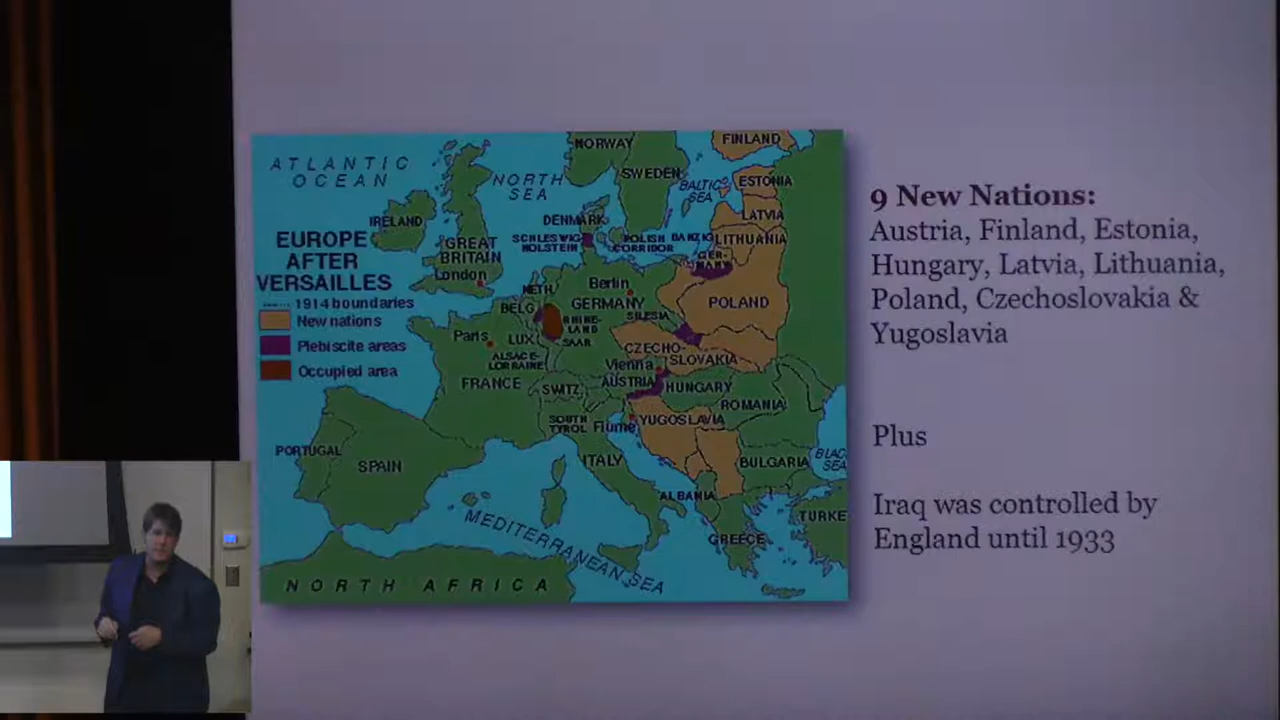 ATLANTIC
OCEAN
NORTH
SEA
NORWAY
SWEDEN
FINLAND
BALTIC
SEA
ESTONIA
LATVIA
LITHUANIA
IRELAND
GREAT
BRITAIN
London
DENMARK
SCHLESWIG
HOLSTEIN
POLISH
CORRIDOR
DANZIG
GER-
MANY
EUROPE
AFTER
VERSAILLES
1914 boundaries
New nations
Plebiscite areas
Occupied area
NETH.
BELG
LUX
Berlin
GERMANY
RHINE-
LAND
SAAR
SILESIA
POLAND
Paris
ALSACE-
LORRAINE
FRANCE
CZECHO-
SLOVAKIA
Vienna
AUSTRIA
HUNGARY
SWITZ.
ROMANIA
SOUTH
TYROL
Fiume
YUGOSLAVIA
PORTUGAL
SPAIN
ITALY
BULGARIA
BLAC
SEA
ALBANIA
GREECE
TURKE
MEDITERRANEAN SEA
NORTH AFRICA
9 New Nations:
Austria, Finland, Estonia,
Hungary, Latvia, Lithuania,
Poland, Czechoslovakia &
Yugoslavia
Plus
Iraq was controlled by
England until 1933